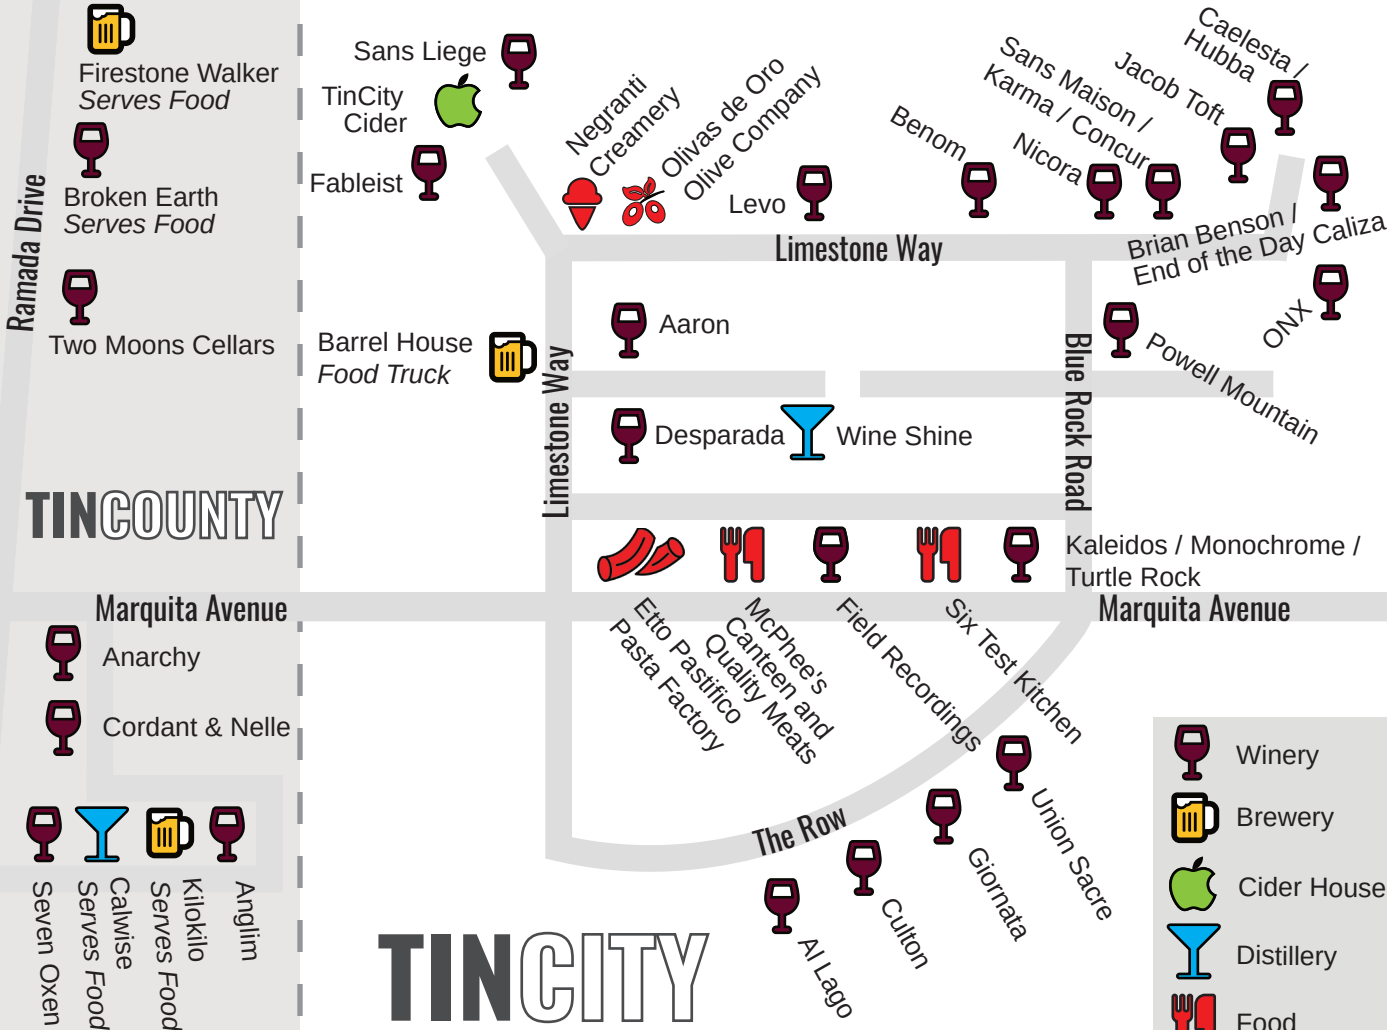 Firestone Walker
Serves Food
Broken Earth
Serves Food
Ramada Drive
Two Moons Cellars
TINCOUNTY
Marquita Avenue
Anarchy
Cordant & Nelle
Seven Oxen
Calwise
Serves Food
Kilokilo
Serves Food
Anglim
Sans Liege
TinCity
Cider
Fableist
Negranti
Creamery
Olivas de Oro
Olive Company
Levo
Benom
Nicora
Sans Maison /
Karma / Concur
Jacob Toft
Caelesta /
Hubba
Limestone Way
Brian Benson /
End of the Day
Caliza
ONX
Powell Mountain
Barrel House
Food Truck
Limestone Way
Aaron
Desparada
Wine Shine
Blue Rock Road
Kaleidos / Monochrome /
Turtle Rock
Marquita Avenue
Etto Pastifico
Pasta Factory
McPhee's
Canteen and
Quality Meats
Field Recordings
Six Test Kitchen
The Row
Union Sacre
Giornata
Culton
Al Lago
TINCITY
Winery
Brewery
Cider House
Distillery
Food